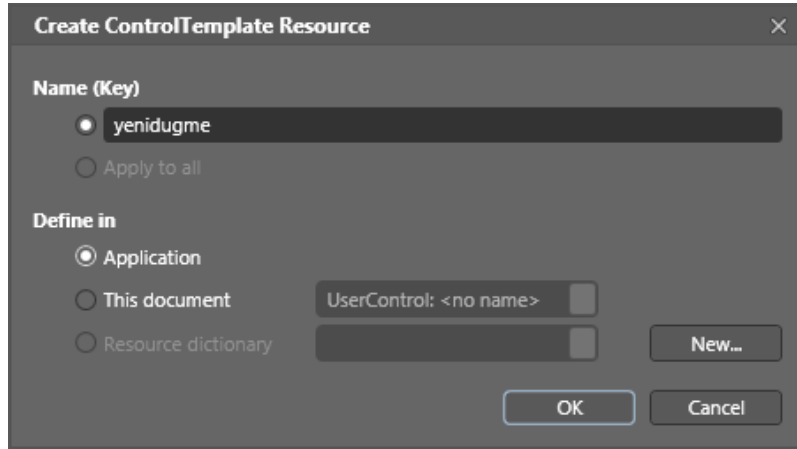 Create ControlTemplate Resource
Name (Key)
yenidugme
Apply to all
Define in
Application
This document UserControl: <no name>
Resource dictionary New...
OK Cancel